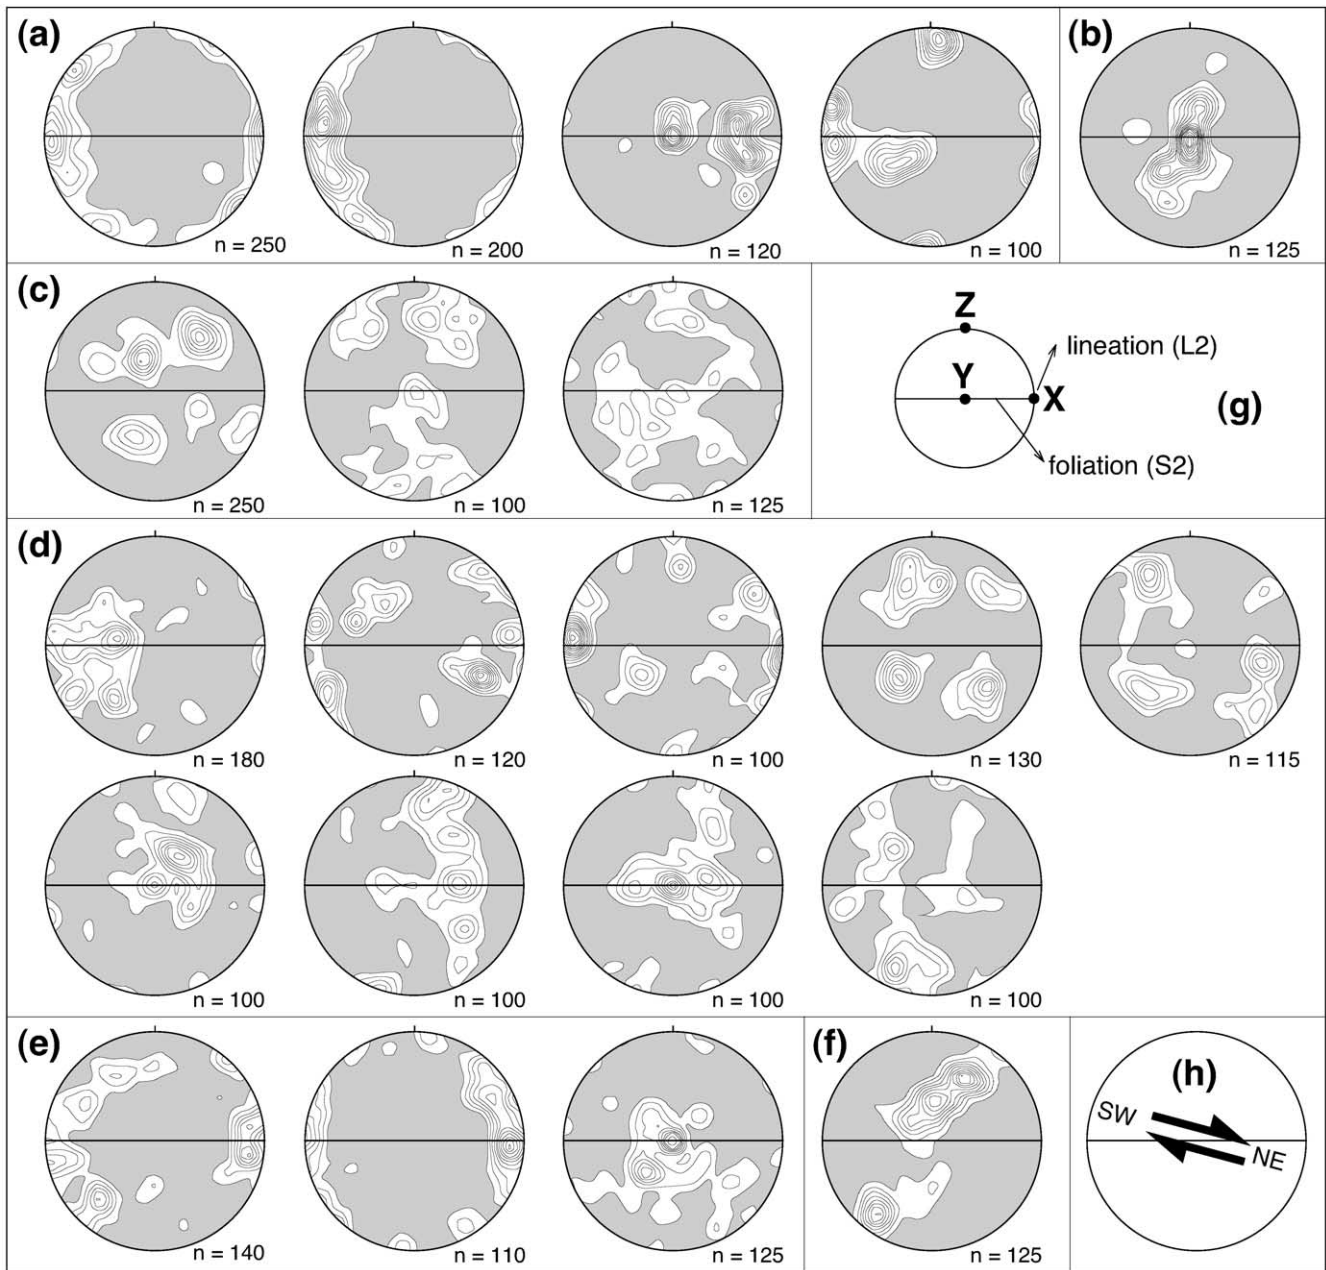 (a)
(b)
n = 250
n = 200
n = 120
n = 100
n = 125
(c)
n = 250
n = 100
n = 125
Z
Y
X
lineation (L2)
foliation (S2)
(g)
(d)
n = 180
n = 120
n = 100
n = 130
n = 115
n = 100
n = 100
n = 100
n = 100
(e)
n = 140
n = 110
n = 125
(f)
n = 125
(h)
SW
NE